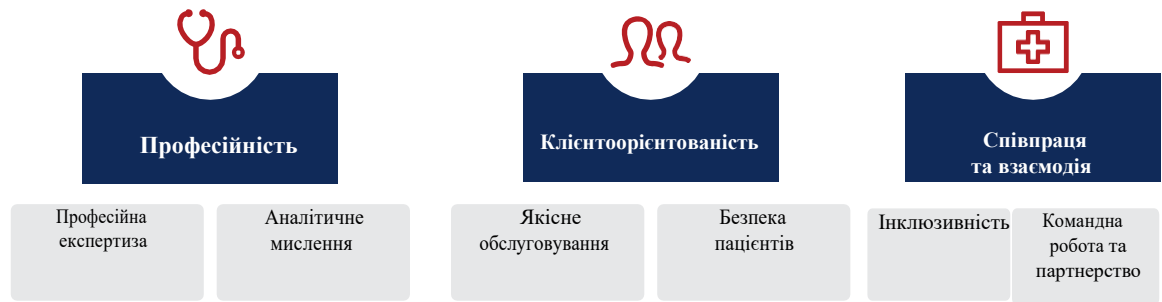 Професійність
Клієнтоорієнтованість
Співпраця
та взаємодія
Професійна
експертиза
Аналітичне
мислення
Якісне
обслуговування
Безпека
пацієнтів
Інклюзивність
Командна
робота та
партнерство